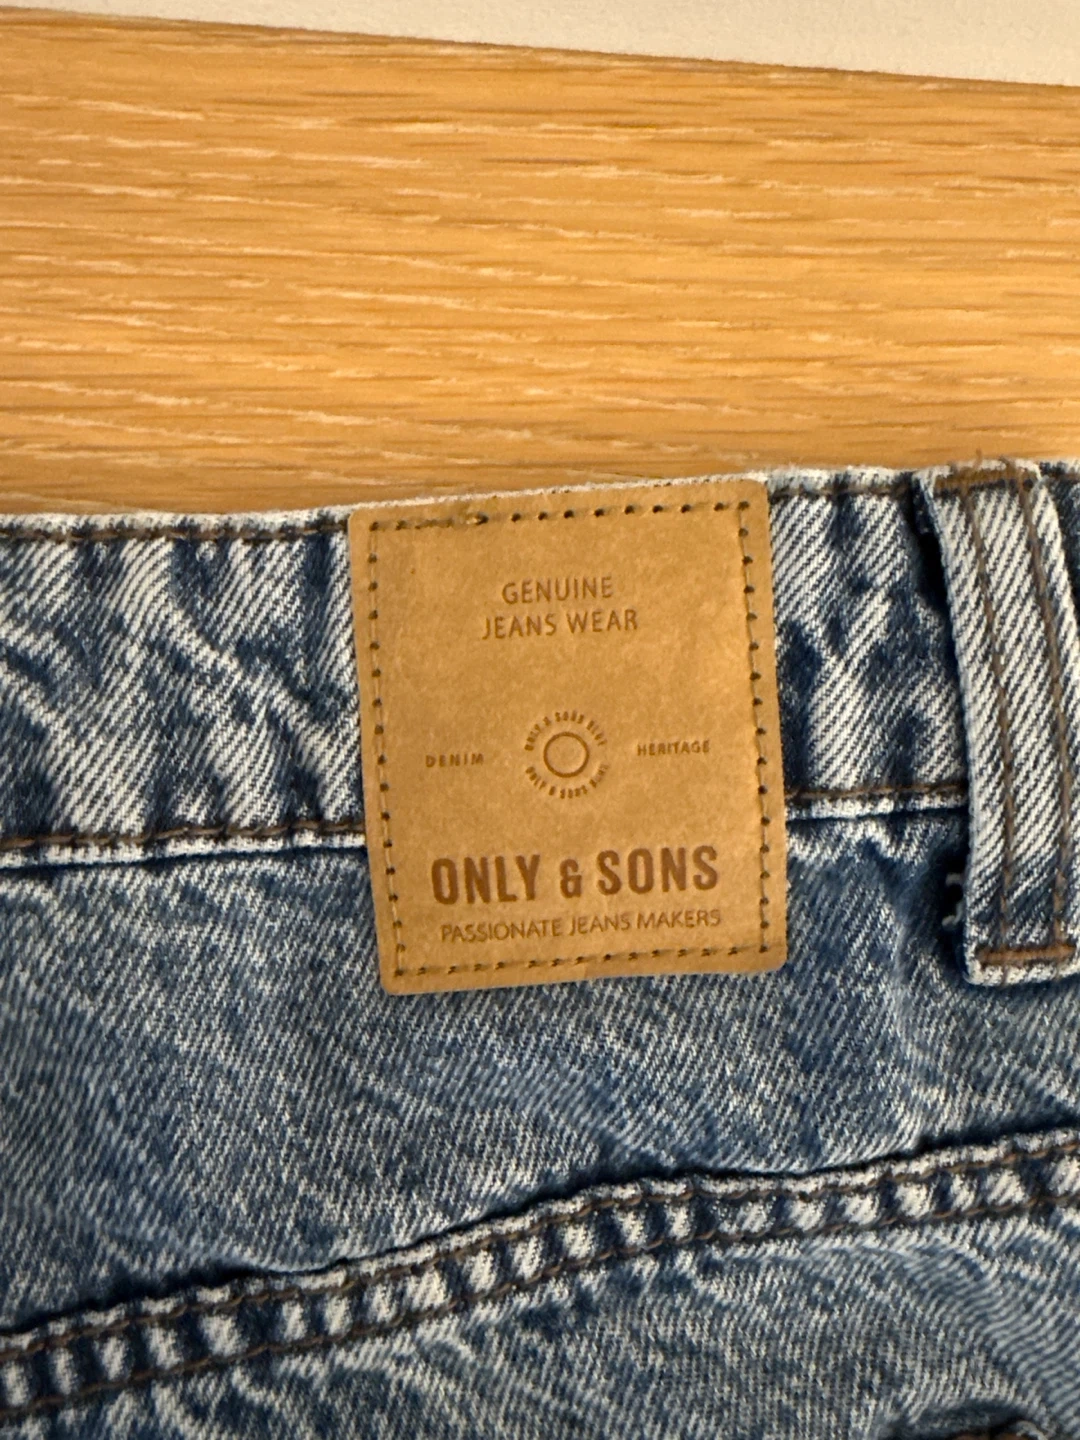 GENUINE
JEANS WEAR
DENIM
HERITAGE
ONLY & SONS
PASSIONATE JEANS MAKERS